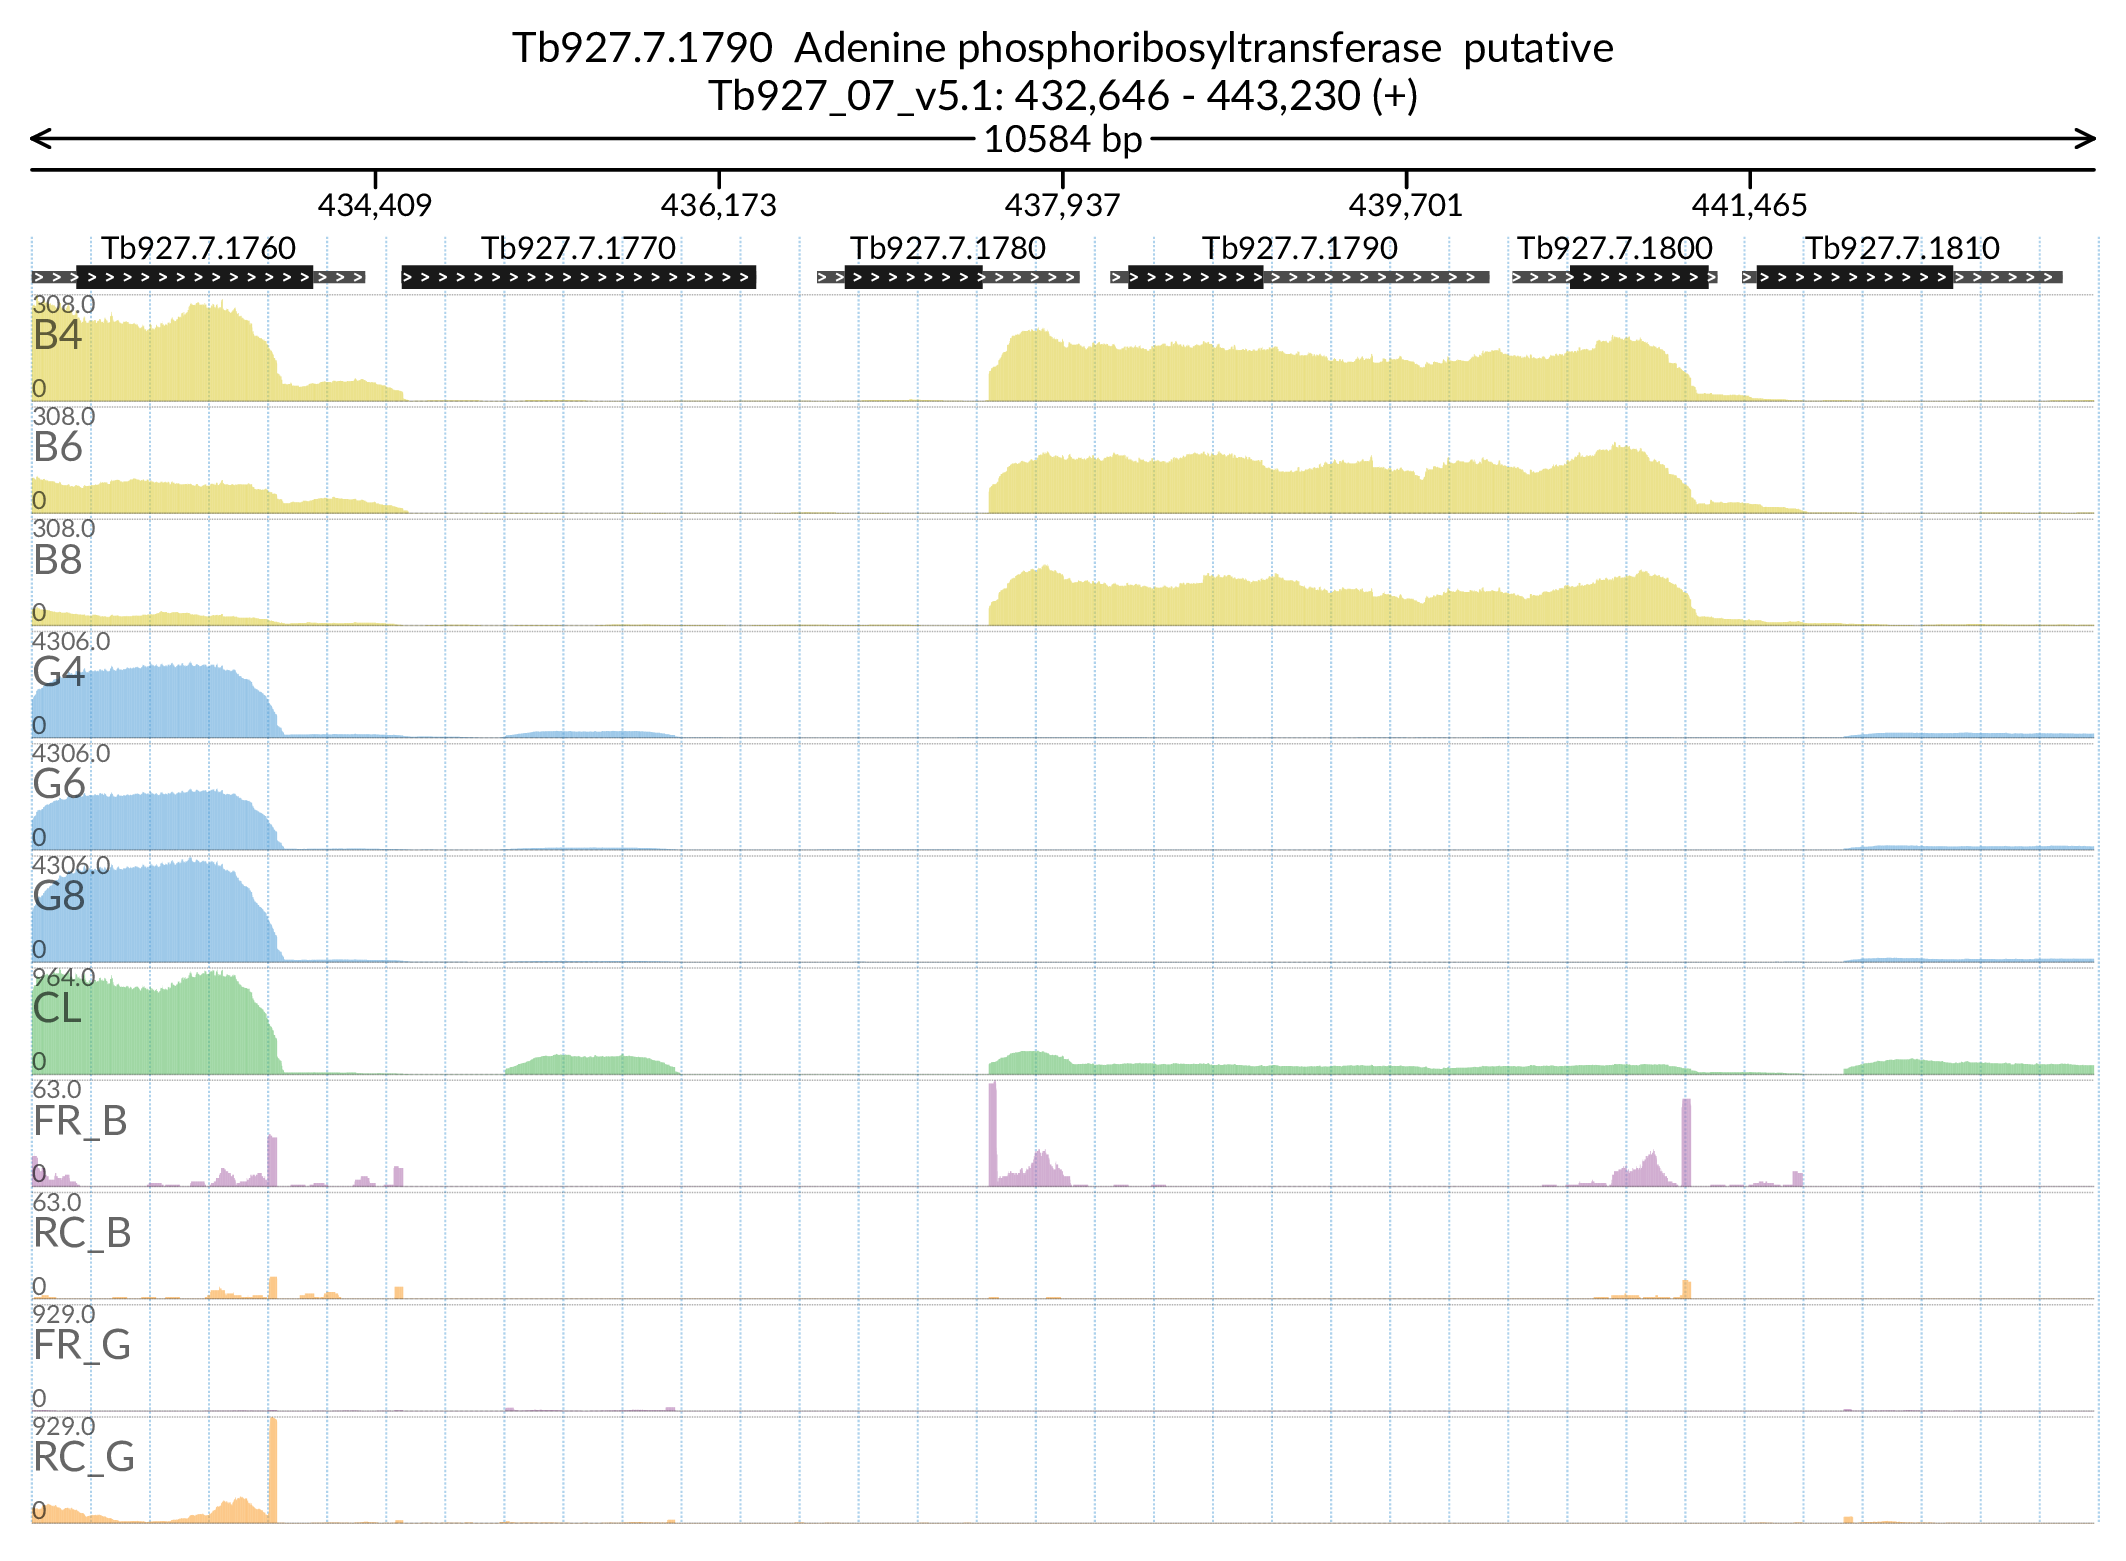 Tb927.7.1790 Adenine phosphoribosyltransferase putative
Tb927_07_v5.1: 432,646 - 443,230 (+)
10584 bp
434,409 436,173 437,937 439,701 441,465
Tb927.7.1760 Tb927.7.1770 Tb927.7.1780 Tb927.7.1790 Tb927.7.1800 Tb927.7.1810
308.0
B4
0
308.0
B6
0
308.0
B8
0
4306.0
G4
0
4306.0
G6
0
4306.0
G8
0
964.0
CL
0
63.0
FR_B
0
63.0
RC_B
0
929.0
FR_G
0
929.0
RC_G
0